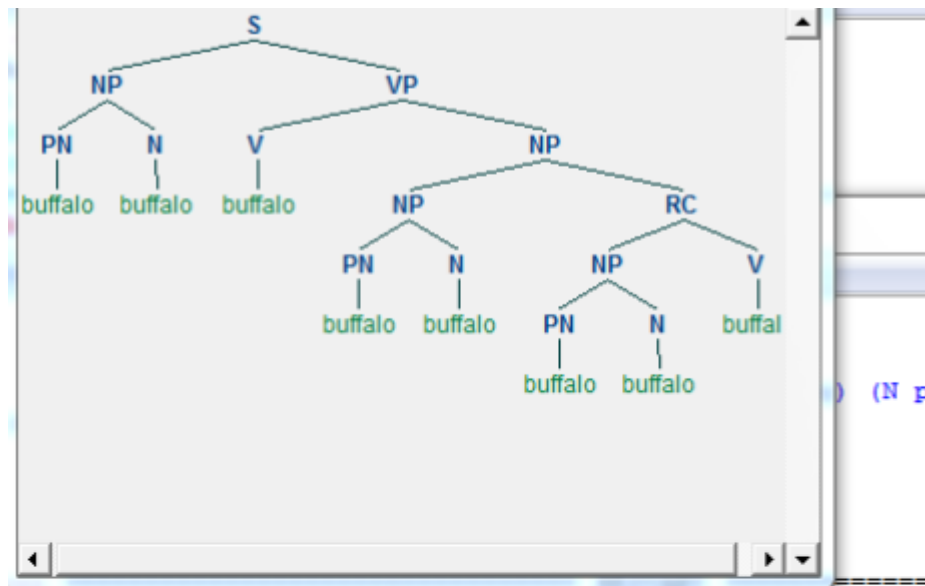 S
NP VP
PN N V NP
buffalo buffalo buffalo NP RC
PN N NP V
buffalo buffalo PN N buffal
buffalo buffalo
) (N p
======